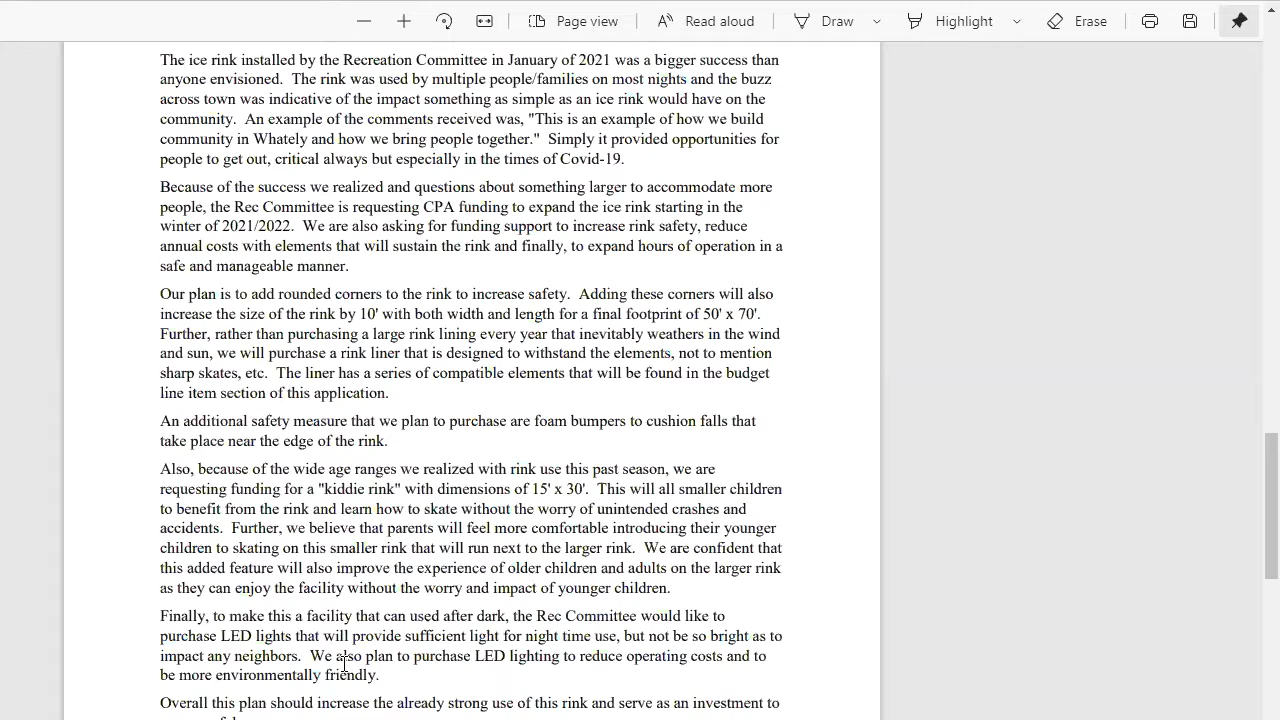 Page view
Read aloud
Draw
Highlight
Erase
The ice rink installed by the Recreation Committee in January of 2021 was a bigger success than
anyone envisioned.  The rink was used by multiple people/families on most nights and the buzz
across town was indicative of the impact something as simple as an ice rink would have on the
community.  An example of the comments received was, "This is an example of how we build
community in Whately and how we bring people together."  Simply it provided opportunities for
people to get out, critical always but especially in the times of Covid-19.
Because of the success we realized and questions about something larger to accommodate more
people, the Rec Committee is requesting CPA funding to expand the ice rink starting in the
winter of 2021/2022.  We are also asking for funding support to increase rink safety, reduce
annual costs with elements that will sustain the rink and finally, to expand hours of operation in a
safe and manageable manner.
Our plan is to add rounded corners to the rink to increase safety.  Adding these corners will also
increase the size of the rink by 10' with both width and length for a final footprint of 50' x 70'.
Further, rather than purchasing a large rink lining every year that inevitably weathers in the wind
and sun, we will purchase a rink liner that is designed to withstand the elements, not to mention
sharp skates, etc.  The liner has a series of compatible elements that will be found in the budget
line item section of this application.
An additional safety measure that we plan to purchase are foam bumpers to cushion falls that
take place near the edge of the rink.
Also, because of the wide age ranges we realized with rink use this past season, we are
requesting funding for a "kiddie rink" with dimensions of 15' x 30'.  This will all smaller children
to benefit from the rink and learn how to skate without the worry of unintended crashes and
accidents.  Further, we believe that parents will feel more comfortable introducing their younger
children to skating on this smaller rink that will run next to the larger rink.  We are confident that
this added feature will also improve the experience of older children and adults on the larger rink
as they can enjoy the facility without the worry and impact of younger children.
Finally, to make this a facility that can used after dark, the Rec Committee would like to
purchase LED lights that will provide sufficient light for night time use, but not be so bright as to
impact any neighbors.  We also plan to purchase LED lighting to reduce operating costs and to
be more environmentally friendly.
Overall this plan should increase the already strong use of this rink and serve as an investment to